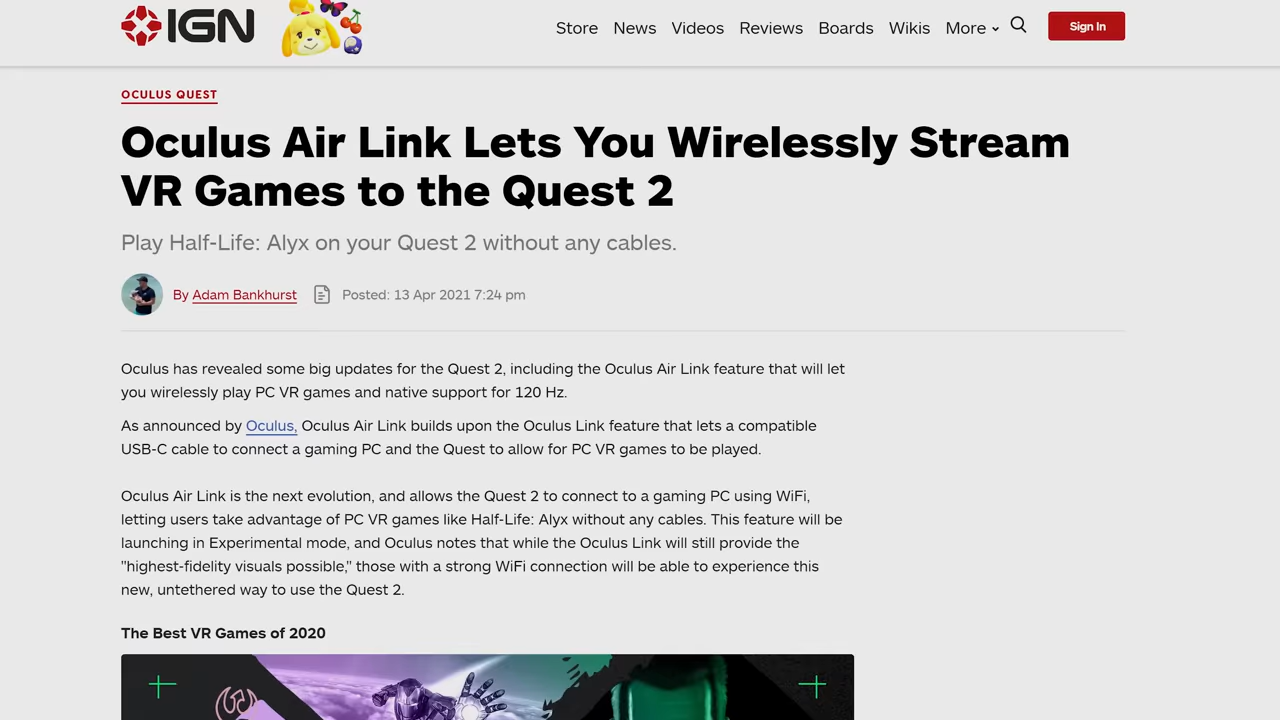 IGN
Store News Videos Reviews Boards Wikis More Sign In
OCULUS QUEST
Oculus Air Link Lets You Wirelessly Stream
VR Games to the Quest 2
Play Half-Life: Alyx on your Quest 2 without any cables.
By Adam Bankhurst Posted: 13 Apr 2021 7:24 pm
Oculus has revealed some big updates for the Quest 2, including the Oculus Air Link feature that will let
you wirelessly play PC VR games and native support for 120 Hz.
As announced by Oculus, Oculus Air Link builds upon the Oculus Link feature that lets a compatible
USB-C cable to connect a gaming PC and the Quest to allow for PC VR games to be played.
Oculus Air Link is the next evolution, and allows the Quest 2 to connect to a gaming PC using WiFi,
letting users take advantage of PC VR games like Half-Life: Alyx without any cables. This feature will be
launching in Experimental mode, and Oculus notes that while the Oculus Link will still provide the
"highest-fidelity visuals possible," those with a strong WiFi connection will be able to experience this
new, untethered way to use the Quest 2.
The Best VR Games of 2020